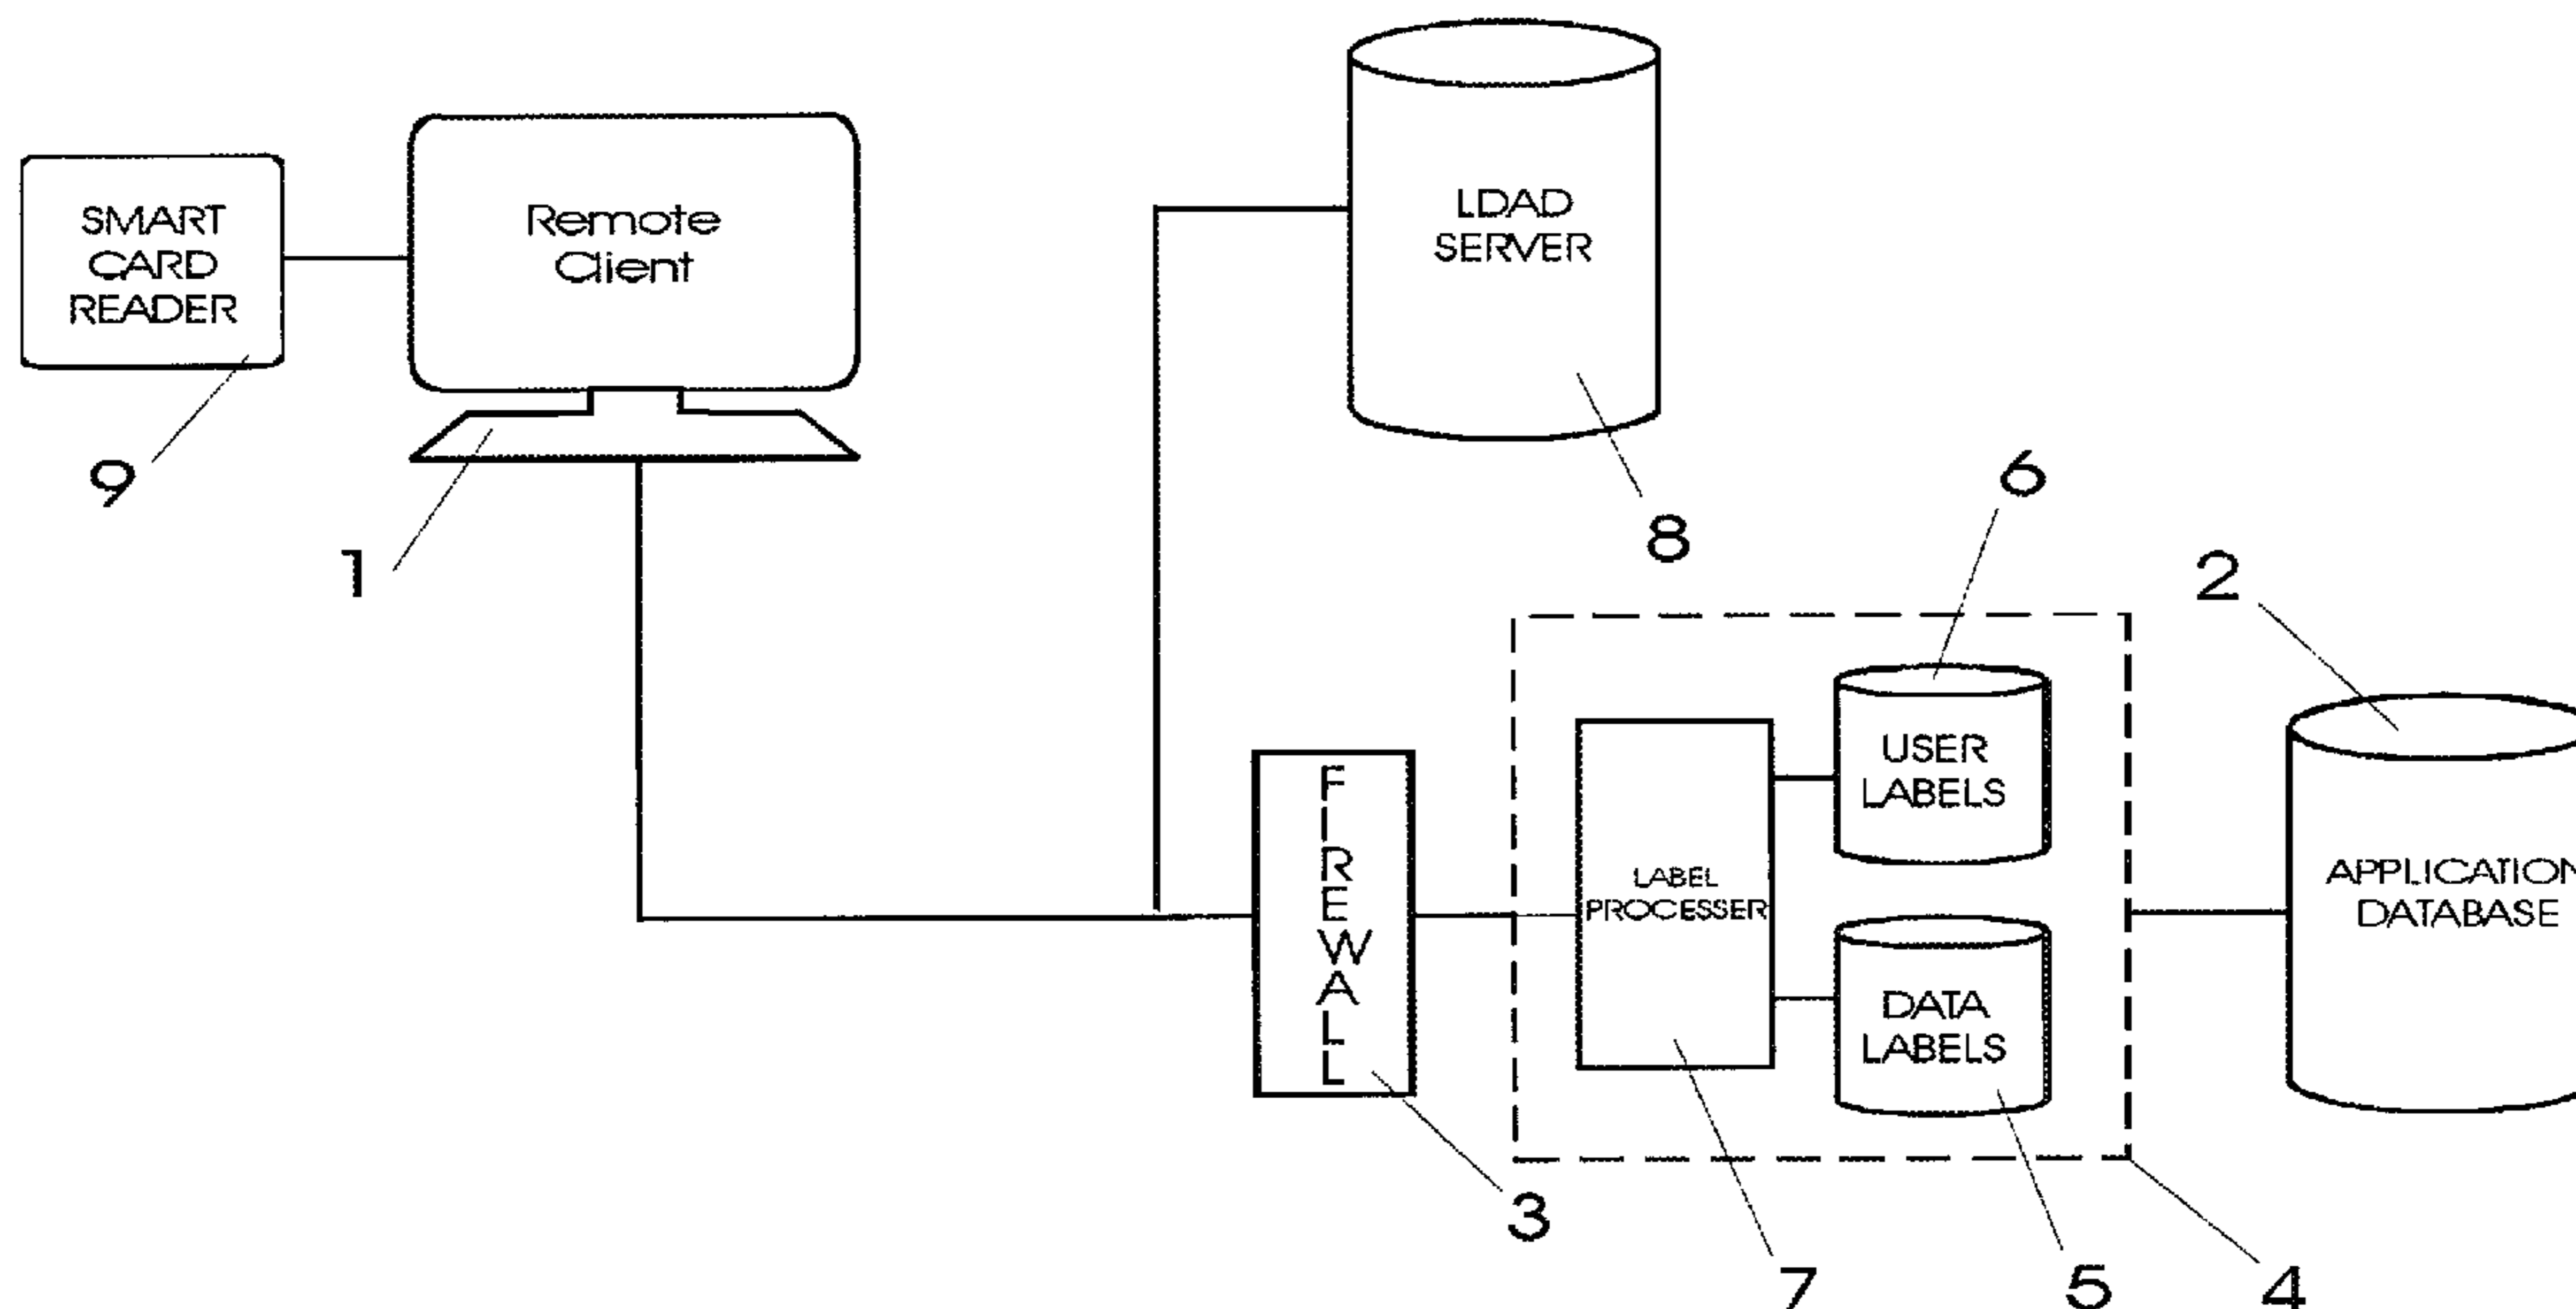 SMART
CARD
READER
Remote
Client
LDAD
SERVER
9
1
8
6
2
FIREWALL
LABEL
PROCESSER
USER
LABELS
DATA
LABELS
APPLICATION
DATABASE
3
7
5
4